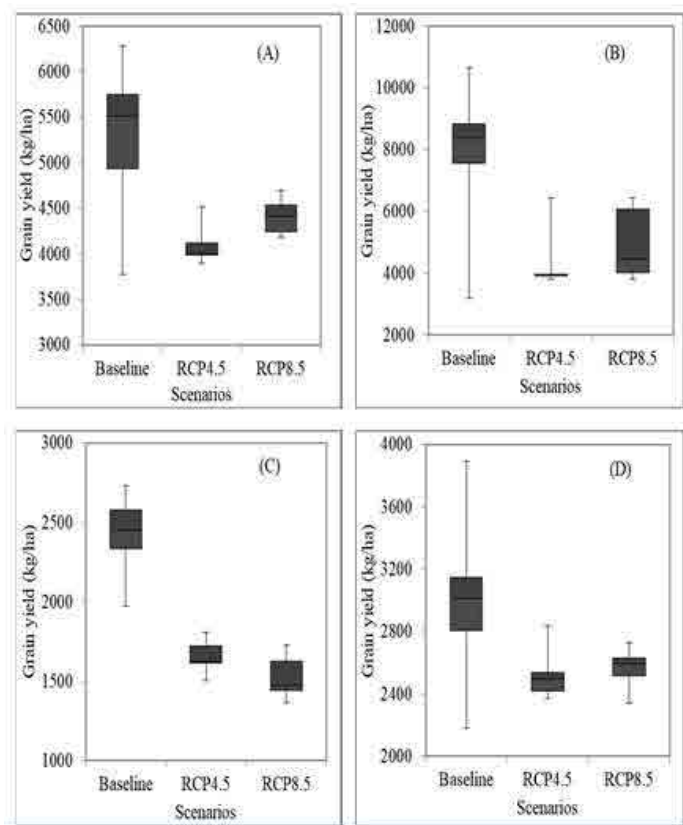 6500
6000
5500
5000
4500
4000
3500
3000
Grain yield (kg/ha)
(A)
Baseline RCP4.5 RCP8.5
Scenarios
12000
10000
8000
6000
4000
2000
Grain yield (kg/ha)
(B)
Baseline RCP4.5 RCP8.5
Scenarios
3000
2500
2000
1500
1000
Grain yield (kg/ha)
(C)
Baseline RCP4.5 RCP8.5
Scenarios
4000
3600
3200
2800
2400
2000
Grain yield (kg/ha)
(D)
Baseline RCP4.5 RCP8.5
Scenarios